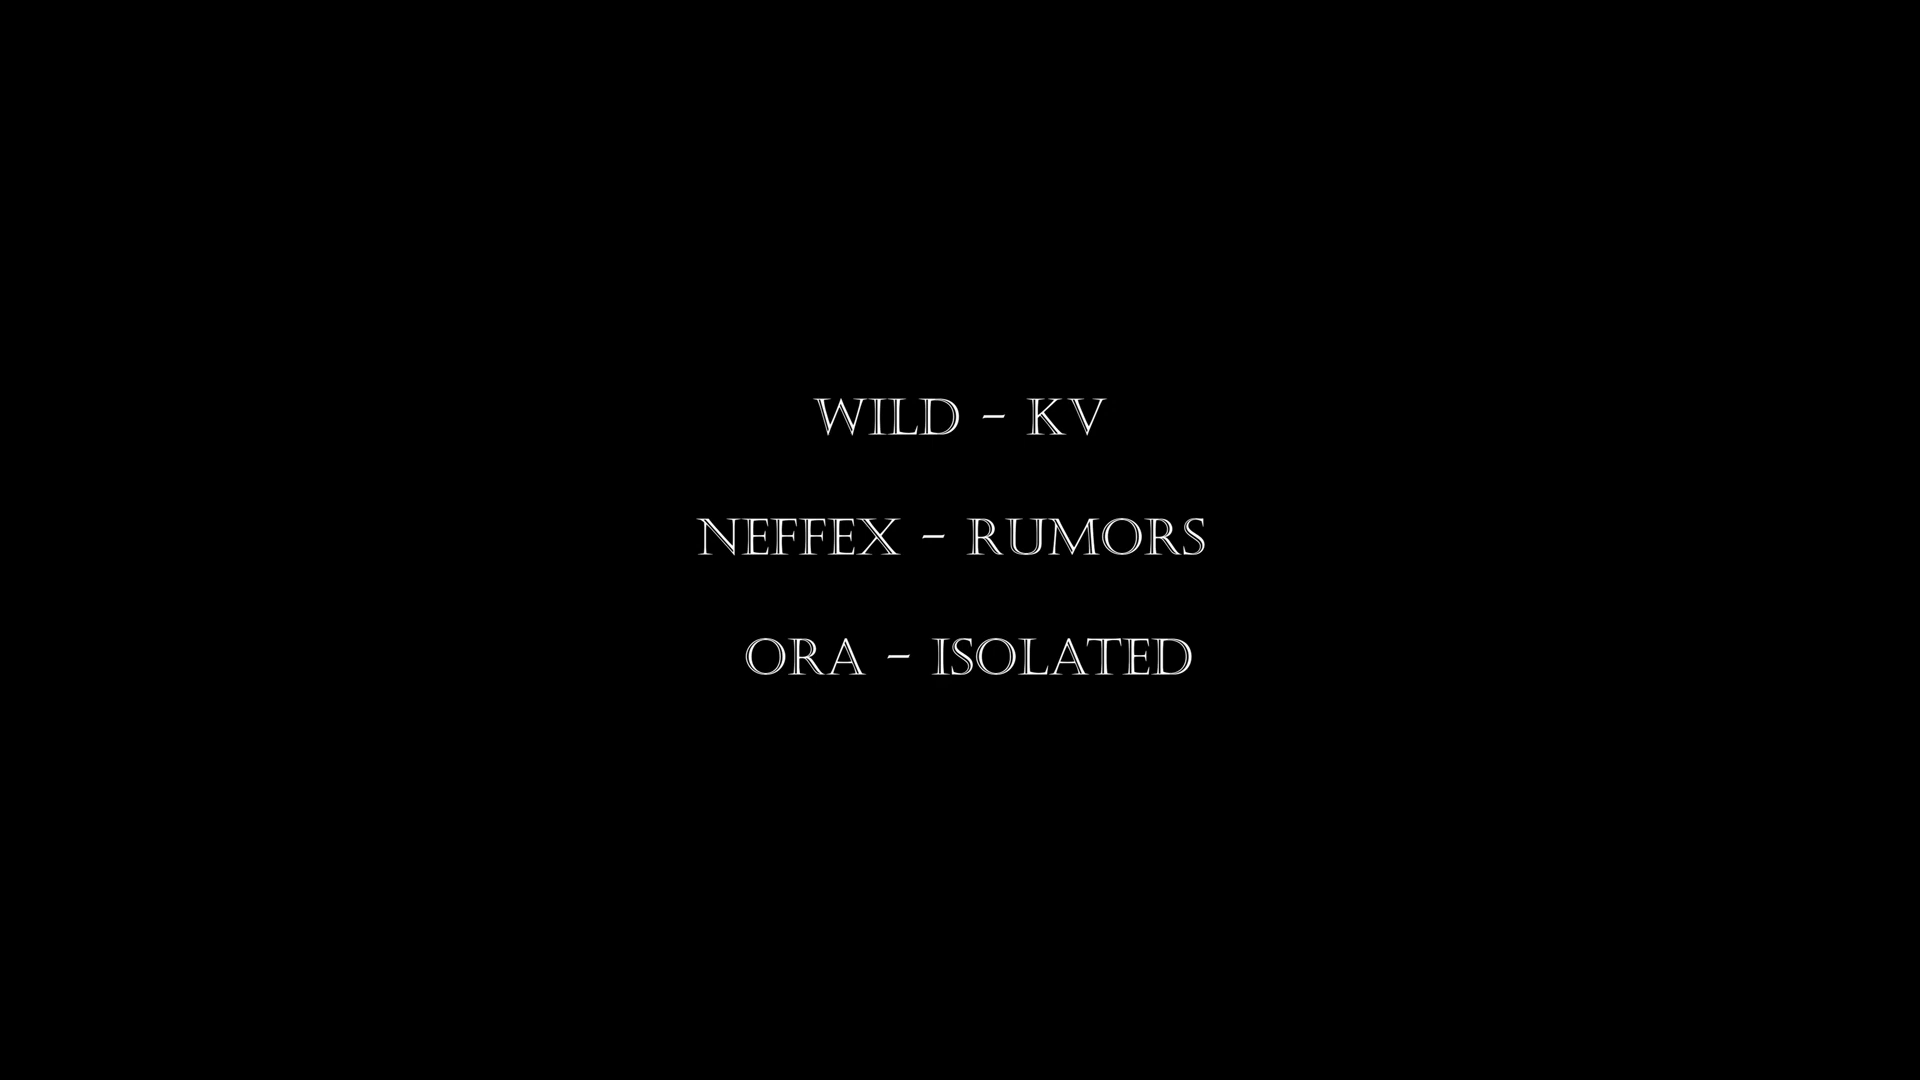 WILD - KV
NEFFEX - RUMORS
ORA - ISOLATED